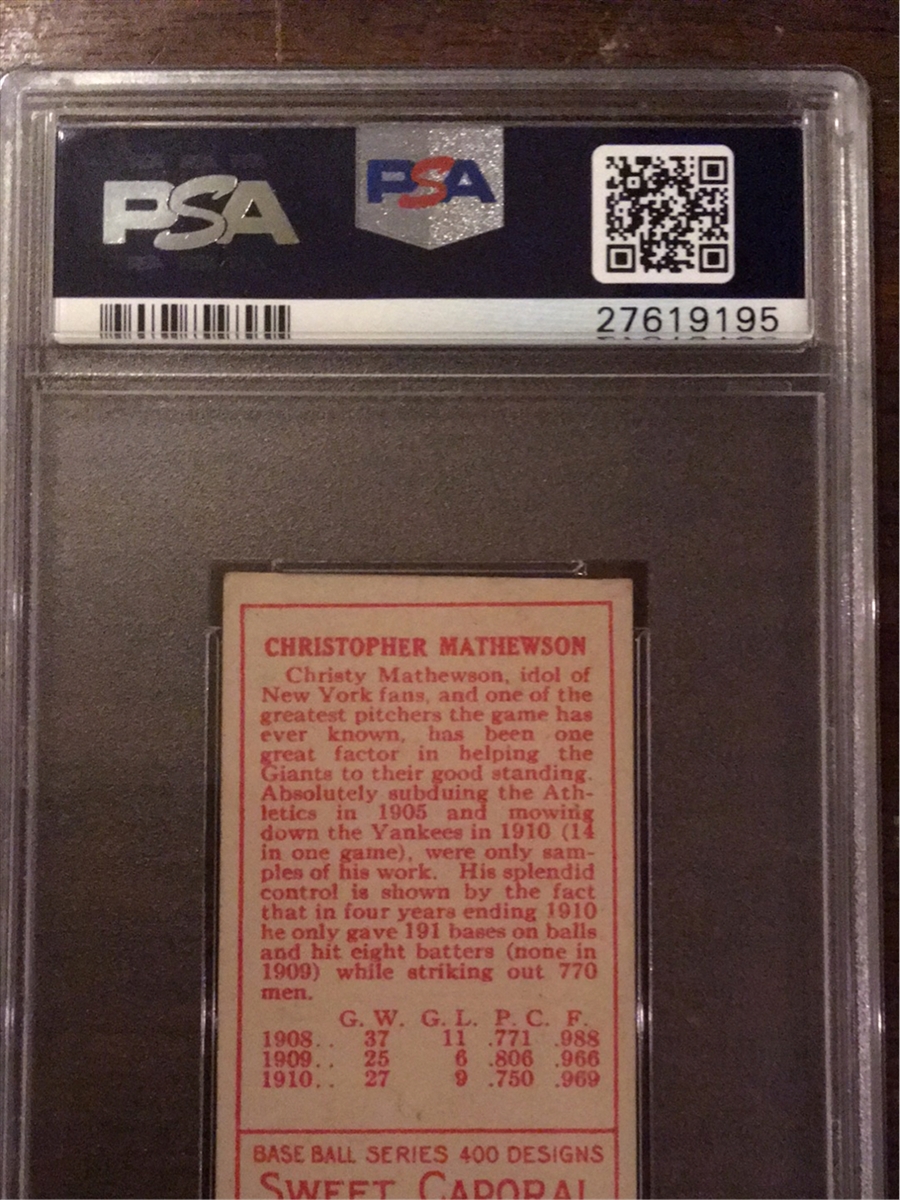 PSA PSA
27619195
CHRISTOPHER MATHEWSON
Christy Mathewson, idol of
New York fans, and one of the
greatest pitchers the game has
ever known, has been one
great factor in helping the
Giants to their good standing.
Absolutely subduing the Ath-
letics in 1905 and mowing
down the Yankees in 1910 (14
in one game), were only sam-
ples of his work. His splendid
control is shown by the fact
that in four years ending 1910
he only gave 191 bases on balls
and hit eight batters (none in
1909) while striking out 770
men.
G. W. G. L. P. C. F.
1908.. 37 11 .771 .988
1909.. 25 6 .806 .966
1910.. 27 9 .750 .969
BASE BALL SERIES 400 DESIGNS
SWEET CAPORAL